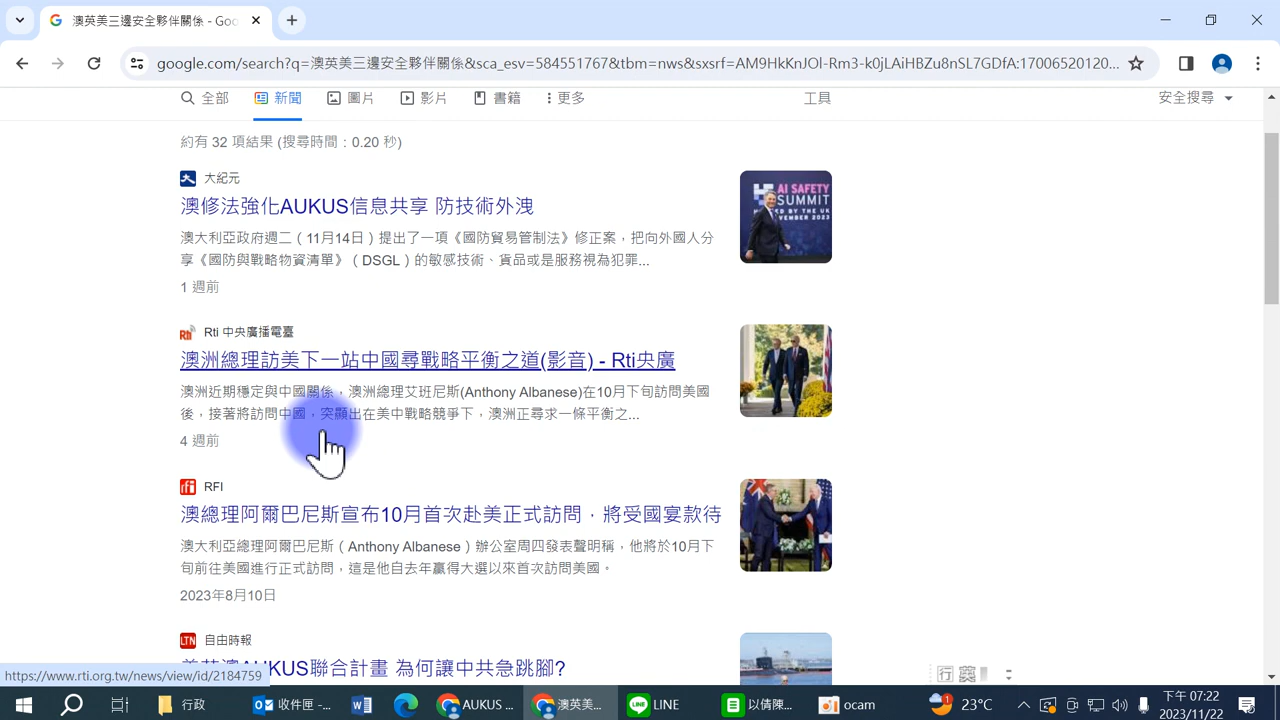 澳英美三邊安全夥伴關係 - Goo
google.com/search?q=澳英美三邊安全夥伴關係&sca_esv=584551767&tbm=nws&sxsrf=AM9HkKnJOl-Rm3-k0jLAiHBZu8nSL7GDfA:17006520120...
全部 新聞 圖片 影片 書籍 更多 工具 安全搜尋
約有 32 項結果 (搜尋時間：0.20 秒)
大紀元
澳修法強化AUKUS信息共享 防技術外洩
AI SAFETY
SUMMIT
HOSTED BY THE UK
NOVEMBER 2023
澳大利亞政府週二（11月14日）提出了一項《國防貿易管制法》修正案，把向外國人分
享《國防與戰略物資清單》（DSGL）的敏感技術、貨品或是服務視為犯罪...
1 週前
Rti 中央廣播電臺
澳洲總理訪美下一站中國尋戰略平衡之道(影音) - Rti央廣
澳洲近期穩定與中國關係，澳洲總理艾班尼斯(Anthony Albanese)在10月下旬訪問美國
後，接著將訪問中國，突顯出在美中戰略競爭下，澳洲正尋求一條平衡之...
4 週前
RFI
澳總理阿爾巴尼斯宣布10月首次赴美正式訪問，將受國宴款待
澳大利亞總理阿爾巴尼斯（Anthony Albanese）辦公室周四發表聲明稱，他將於10月下
旬前往美國進行正式訪問，這是他自去年贏得大選以來首次訪問美國。
2023年8月10日
LTN 自由時報
美英澳AUKUS聯合計畫 為何讓中共急跳腳?
https://www.rti.org.tw/news/view/id/2184759
行 英
行政 收件匣 -... AUKUS ... 澳英美... LINE 以倩陳... ocam 23°C 下午 07:22
2023/11/22